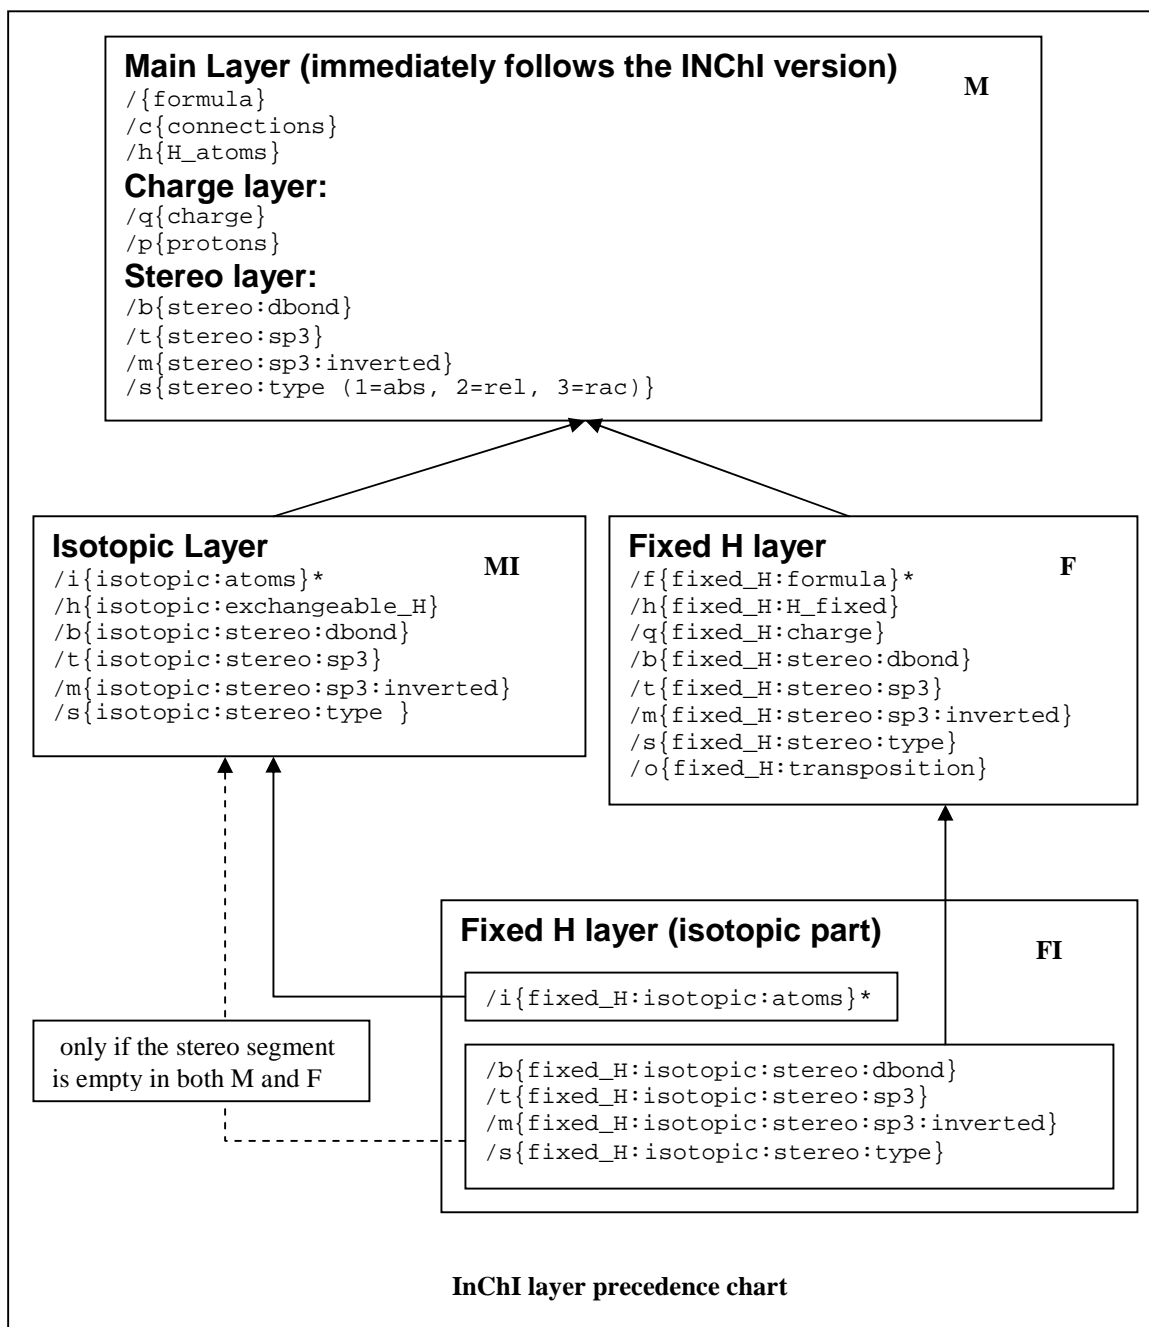 Main Layer (immediately follows the INChI version)
M
/{formula}
/c{connections}
/h{H_atoms}
Charge layer:
/q{charge}
/p{protons}
Stereo layer:
/b{stereo:dbond}
/t{stereo:sp3}
/m{stereo:sp3:inverted}
/s{stereo:type (1=abs, 2=rel, 3=rac)}
Isotopic Layer
MI
/i{isotopic:atoms}*
/h{isotopic:exchangeable_H}
/b{isotopic:stereo:dbond}
/t{isotopic:stereo:sp3}
/m{isotopic:stereo:sp3:inverted}
/s{isotopic:stereo:type }
Fixed H layer
F
/f{fixed_H:formula}*
/h{fixed_H:H_fixed}
/q{fixed_H:charge}
/b{fixed_H:stereo:dbond}
/t{fixed_H:stereo:sp3}
/m{fixed_H:stereo:sp3:inverted}
/s{fixed_H:stereo:type}
/o{fixed_H:transposition}
Fixed H layer (isotopic part)
FI
/i{fixed_H:isotopic:atoms}*
only if the stereo segment
is empty in both M and F
/b{fixed_H:isotopic:stereo:dbond}
/t{fixed_H:isotopic:stereo:sp3}
/m{fixed_H:isotopic:stereo:sp3:inverted}
/s{fixed_H:isotopic:stereo:type}
InChI layer precedence chart